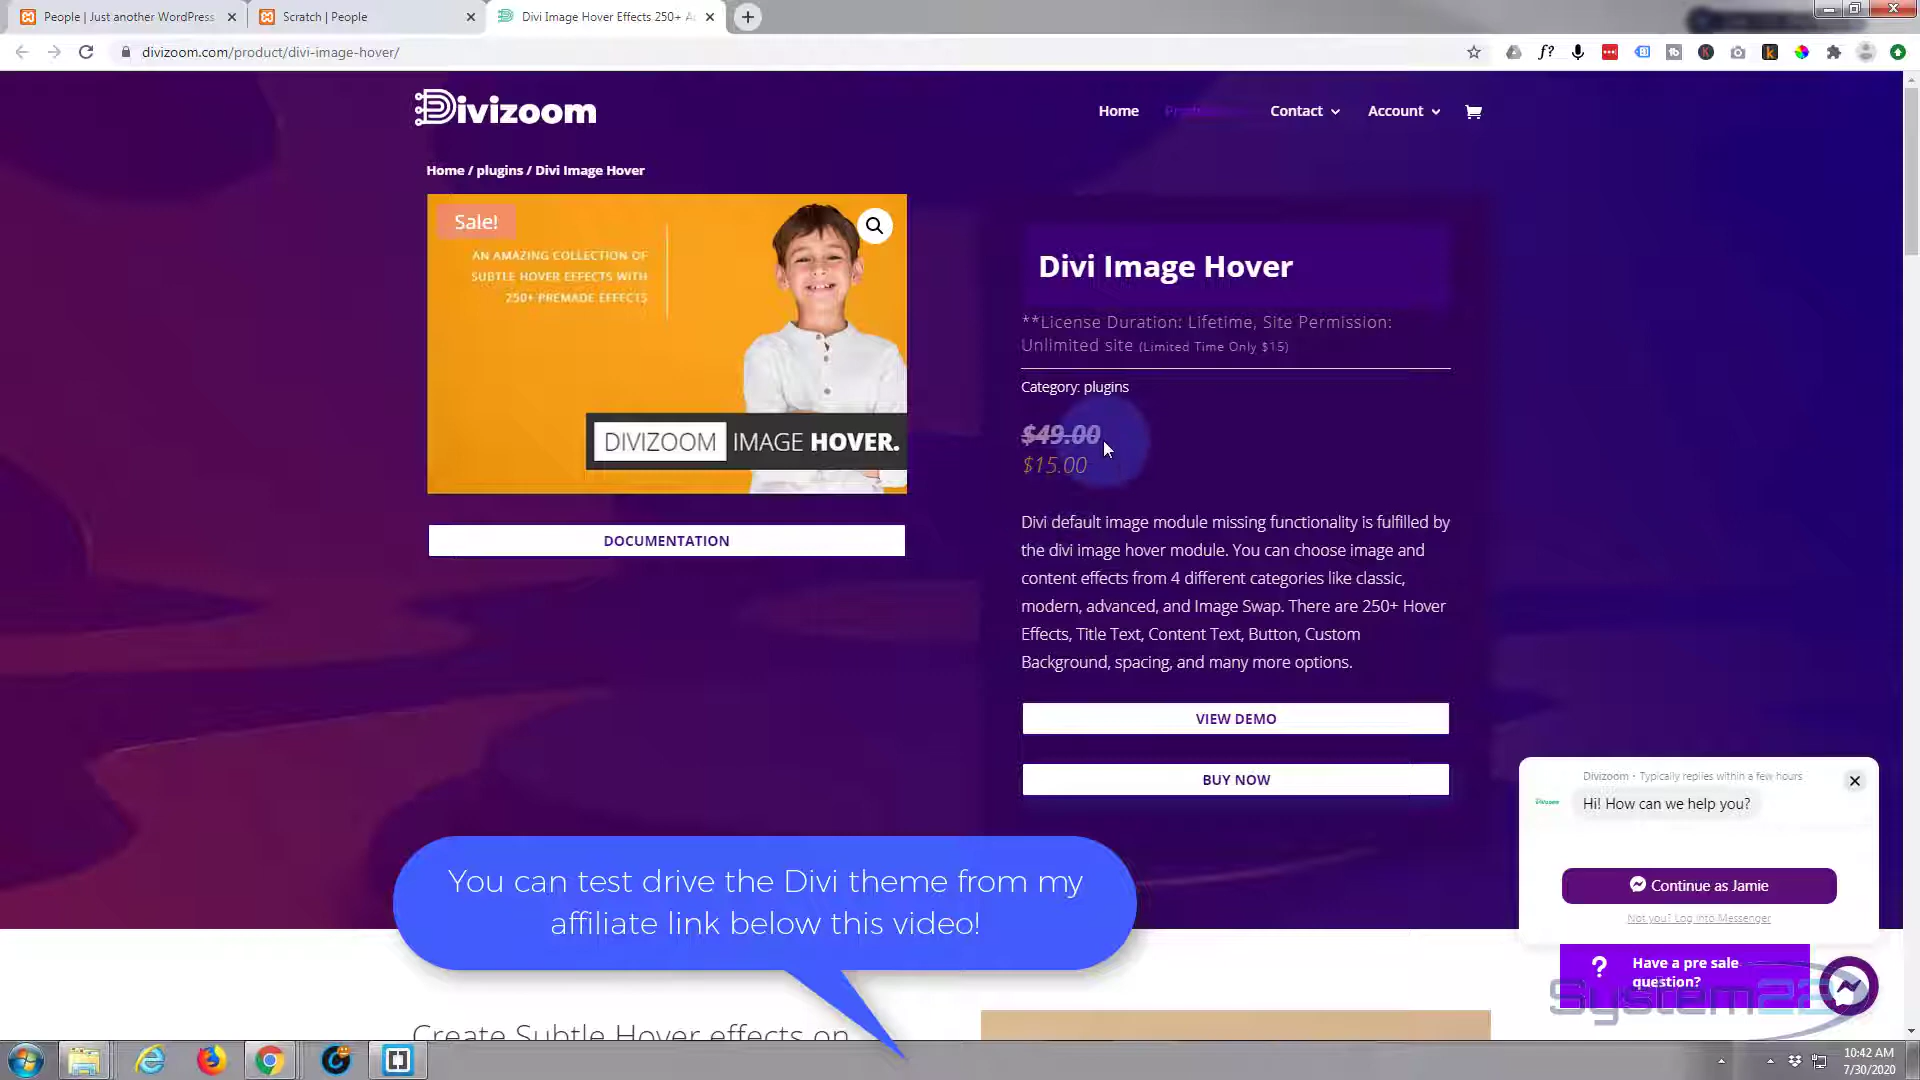 People | Just another WordPress
Scratch | People
Divi Image Hover Effects 250+ A
divizoom.com/product/divi-image-hover/
Divizoom
Home
Contact
Account
Home / plugins / Divi Image Hover
Sale!
AN AMAZING COLLECTION OF
SUBTLE HOVER EFFECTS WITH
250+ PREMADE EFFECTS
DIVIZOOM IMAGE HOVER.
DOCUMENTATION
Divi Image Hover
**License Duration: Lifetime, Site Permission:
Unlimited site (Limited Time Only $15)
Category: plugins
$49.00
$15.00
Divi default image module missing functionality is fulfilled by
the divi image hover module. You can choose image and
content effects from 4 different categories like classic,
modern, advanced, and Image Swap. There are 250+ Hover
Effects, Title Text, Content Text, Button, Custom
Background, spacing, and many more options.
VIEW DEMO
BUY NOW
Divizoom • Typically replies within a few hours
Hi! How can we help you?
Continue as Jamie
Not you? Log into Messenger
Have a pre sale
question?
System22
You can test drive the Divi theme from my
affiliate link below this video!
Create Subtle Hover effects on
10:42 AM
7/30/2020